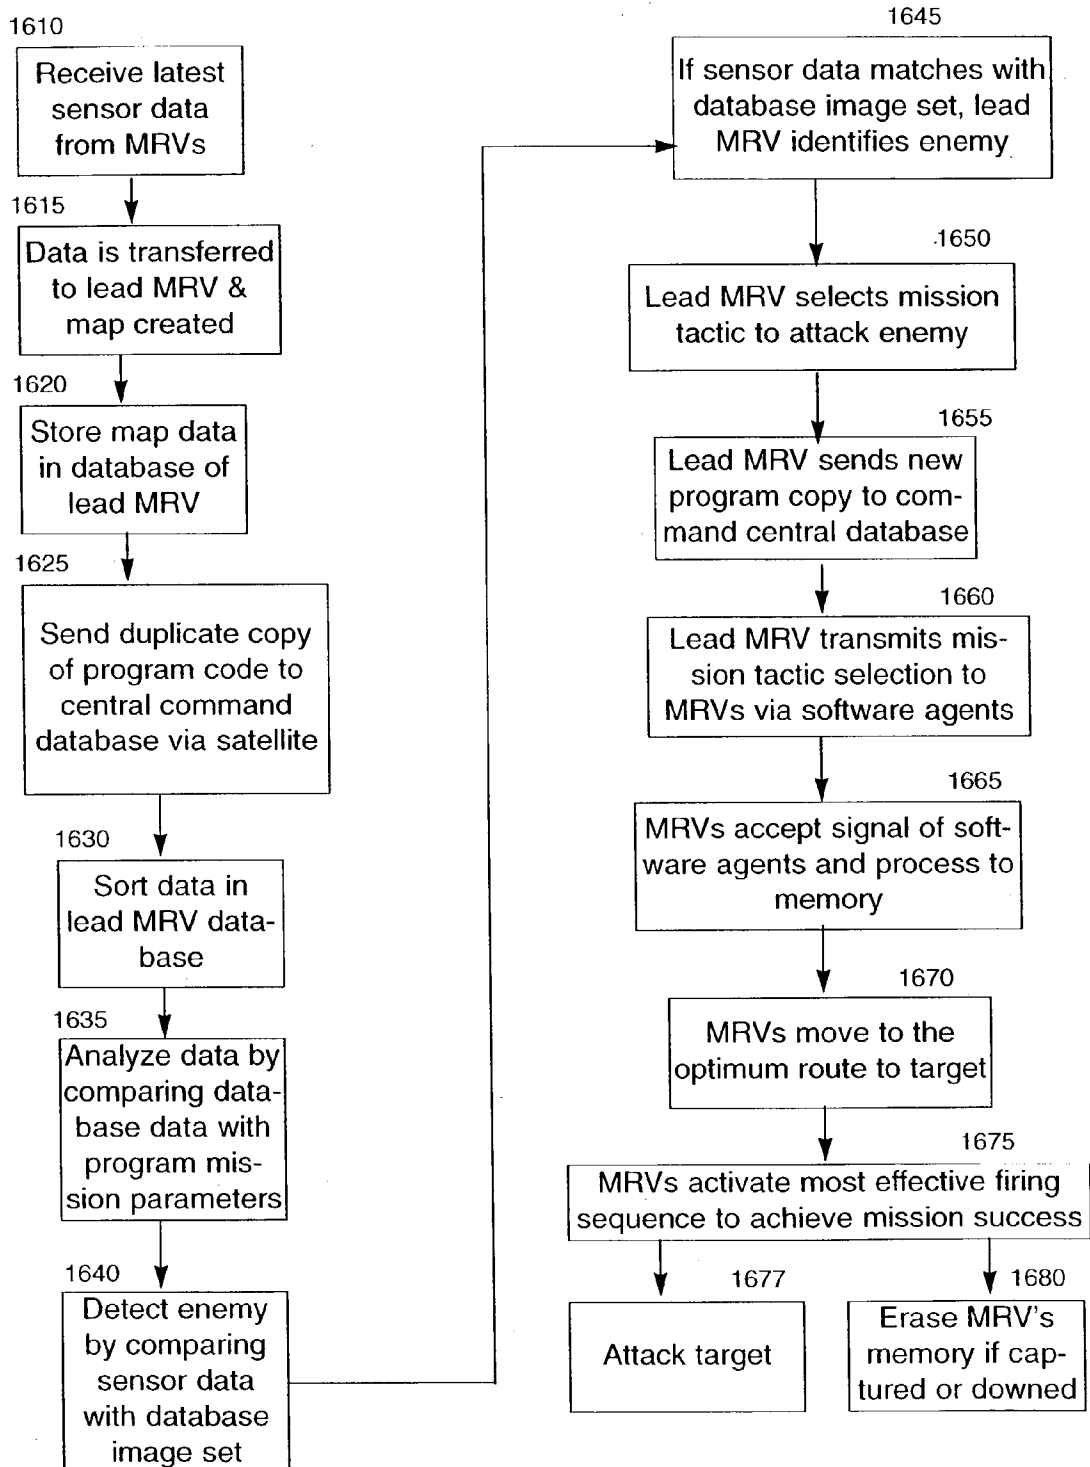 1610
Receive latest
sensor data
from MRVs
1615
Data is transferred
to lead MRV &
map created
1620
Store map data
in database of
lead MRV
1625
Send duplicate copy
of program code to
central command
database via satellite
1630
Sort data in
lead MRV data-
base
1635
Analyze data by
comparing data-
base data with
program mis-
sion parameters
1640
Detect enemy
by comparing
sensor data
with database
image set
1645
If sensor data matches with
database image set, lead
MRV identifies enemy
1650
Lead MRV selects mission
tactic to attack enemy
1655
Lead MRV sends new
program copy to com-
mand central database
1660
Lead MRV transmits mis-
sion tactic selection to
MRVs via software agents
1665
MRVs accept signal of soft-
ware agents and process to
memory
1670
MRVs move to the
optimum route to target
1675
MRVs activate most effective firing
sequence to achieve mission success
1677
Attack target
1680
Erase MRV's
memory if cap-
tured or downed